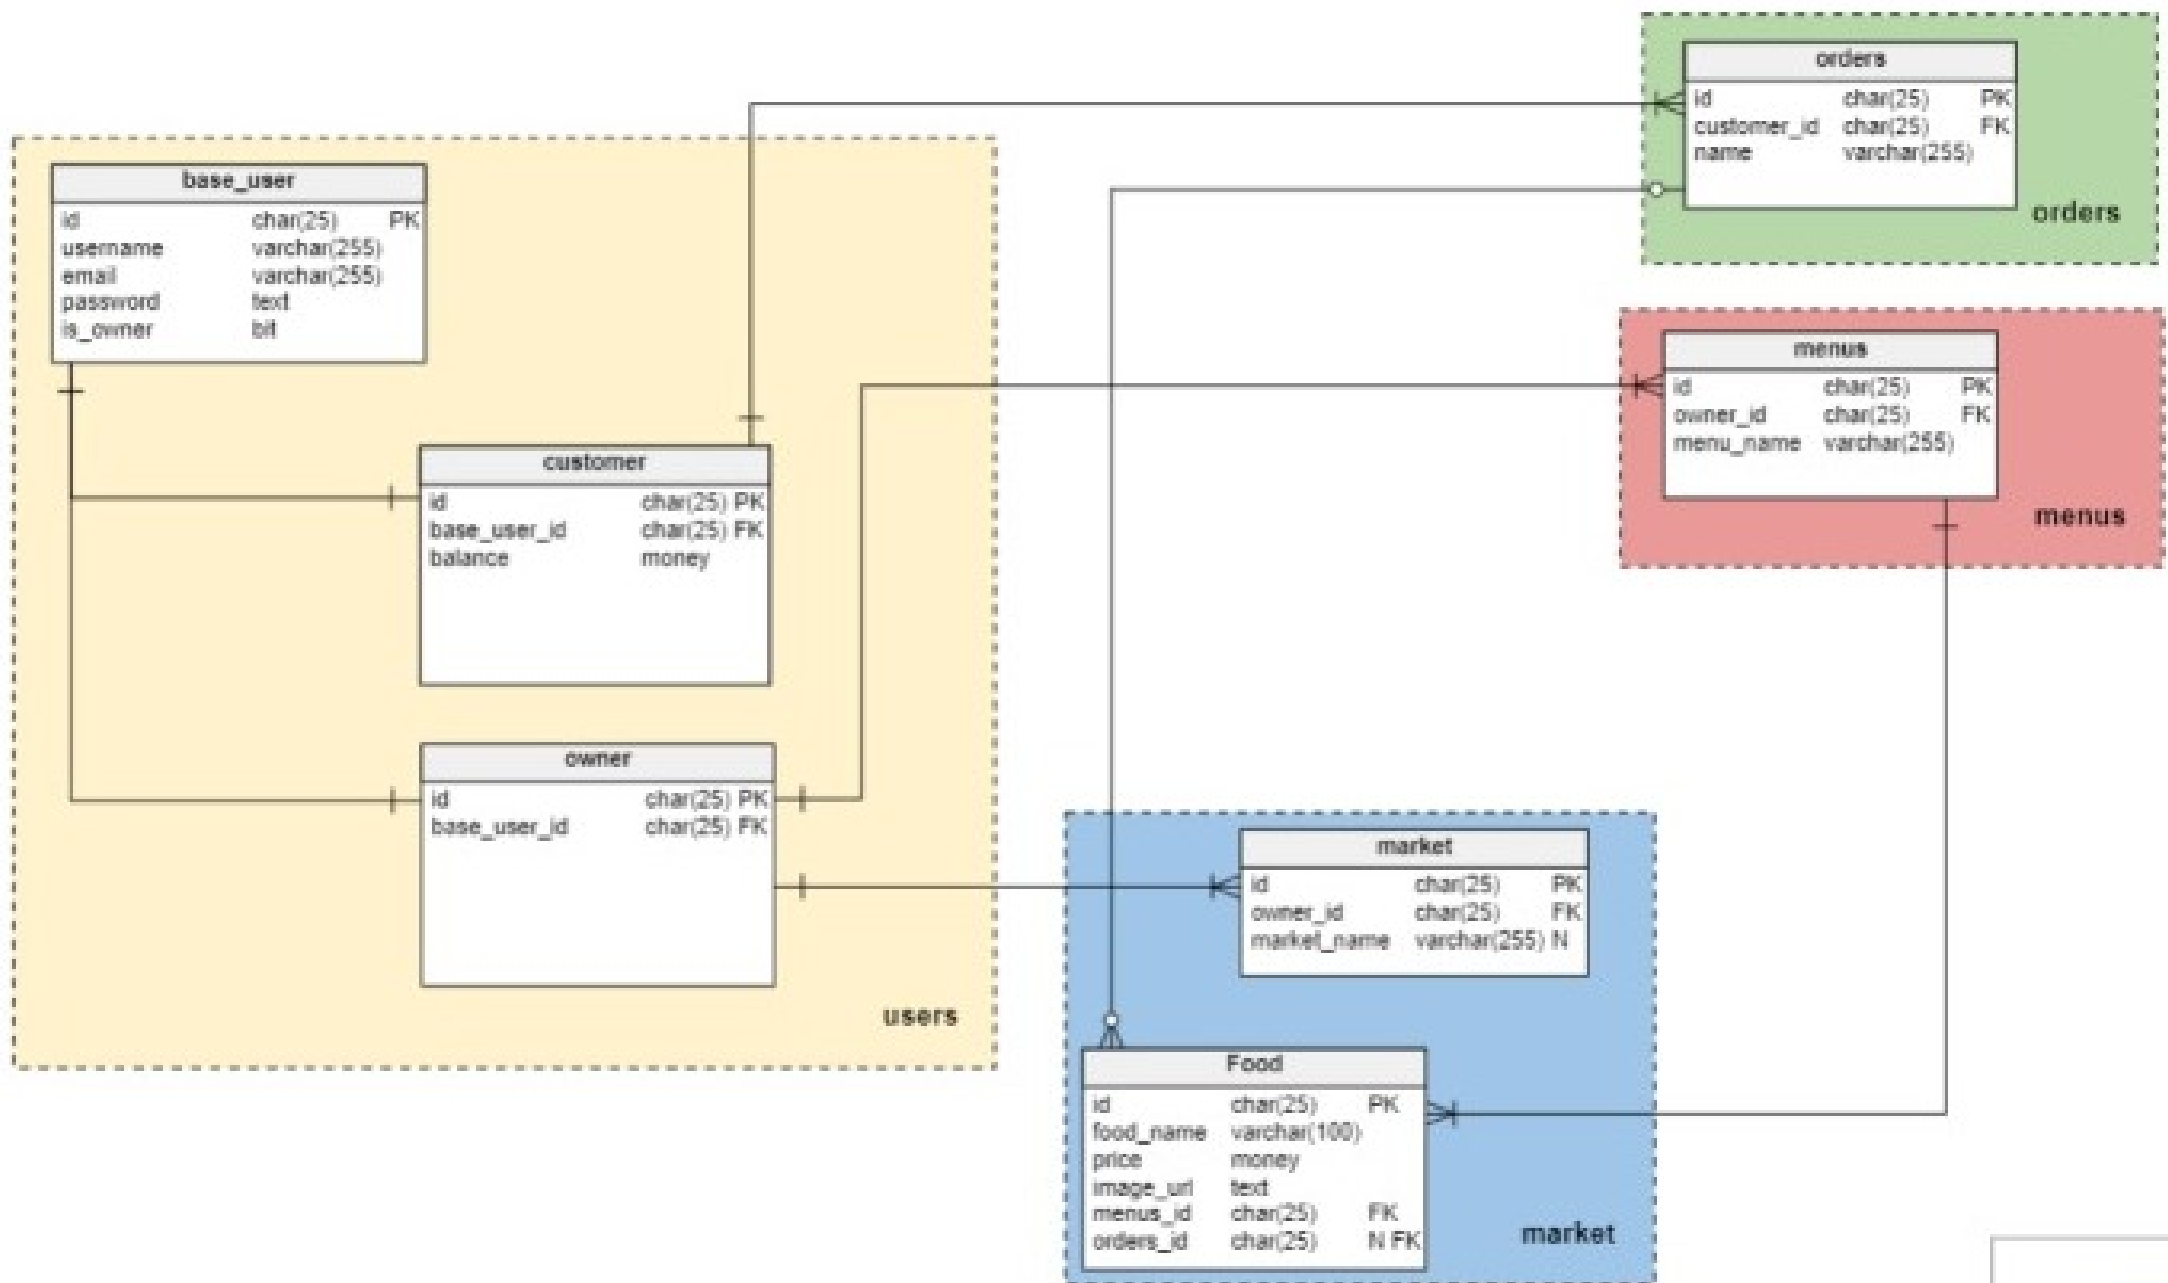 orders
id char(25) PK
customer_id char(25) FK
name varchar(255)
orders
base_user
id char(25) PK
username varchar(255)
email varchar(255)
password text
is_owner bit
menus
id char(25) PK
owner_id char(25) FK
menu_name varchar(255)
menus
customer
id char(25) PK
base_user_id char(25) FK
balance money
owner
id char(25) PK
base_user_id char(25) FK
users
market
id char(25) PK
owner_id char(25) FK
market_name varchar(255) N
Food
id char(25) PK
food_name varchar(100)
price money
image_url text
menus_id char(25) FK
orders_id char(25) N FK
market